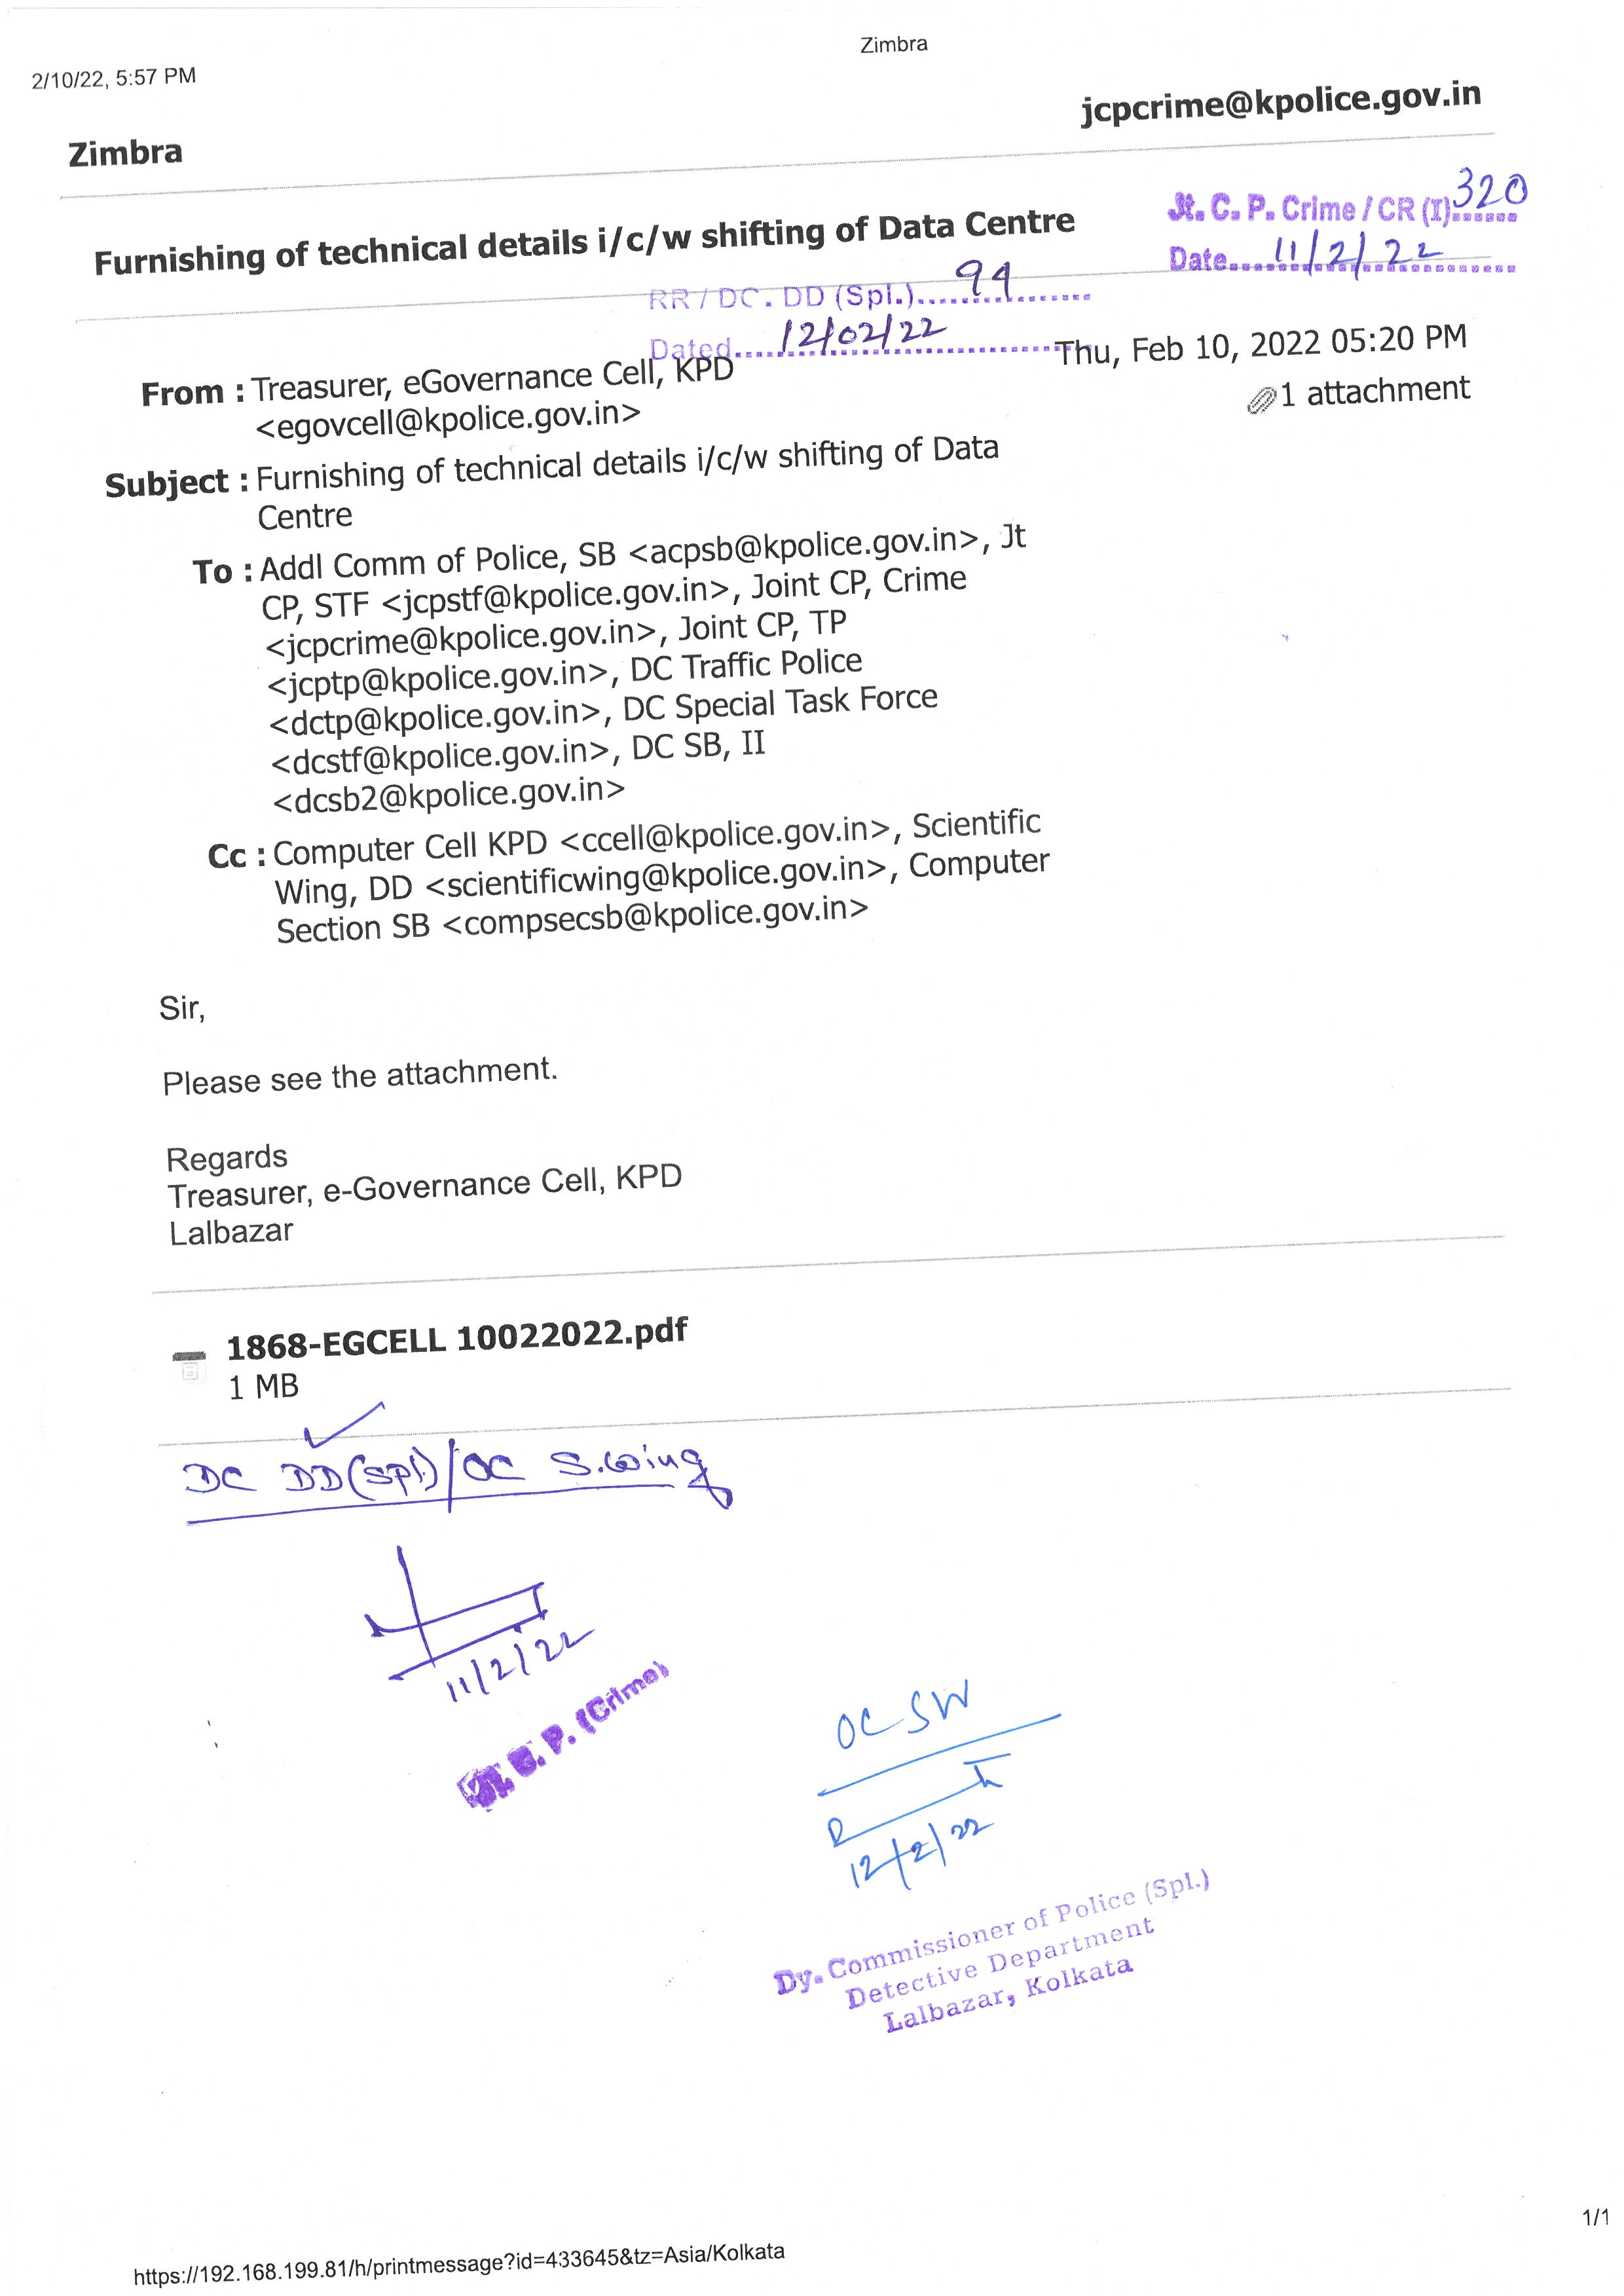 2/10/22, 5:57 PM
Zimbra
Zimbra
jcpcrime@kpolice.gov.in
Furnishing of technical details i/c/w shifting of Data Centre
Jt. C. P. Crime / CR (I)......320
Date....11/2/22
RR / DC. DD (Spl.)......94
Dated....12/02/22
Thu, Feb 10, 2022 05:20 PM
1 attachment
From : Treasurer, eGovernance Cell, KPD
<egovcell@kpolice.gov.in>
Subject : Furnishing of technical details i/c/w shifting of Data
Centre
To : Addl Comm of Police, SB <acpsb@kpolice.gov.in>, Jt
CP, STF <jcpstf@kpolice.gov.in>, Joint CP, Crime
<jcpcrime@kpolice.gov.in>, Joint CP, TP
<jcptp@kpolice.gov.in>, DC Traffic Police
<dctp@kpolice.gov.in>, DC Special Task Force
<dcstf@kpolice.gov.in>, DC SB, II
<dcsb2@kpolice.gov.in>
Cc : Computer Cell KPD <ccell@kpolice.gov.in>, Scientific
Wing, DD <scientificwing@kpolice.gov.in>, Computer
Section SB <compsecsb@kpolice.gov.in>
Sir,
Please see the attachment.
Regards
Treasurer, e-Governance Cell, KPD
Lalbazar
1868-EGCELL 10022022.pdf
1 MB
DC DD(Spl)/OC S.Wing
11/2/22
P. (Crime)
OC SW
12/2/22
Dy. Commissioner of Police (Spl.)
Detective Department
Lalbazar, Kolkata
1/1
https://192.168.199.81/h/printmessage?id=433645&tz=Asia/Kolkata